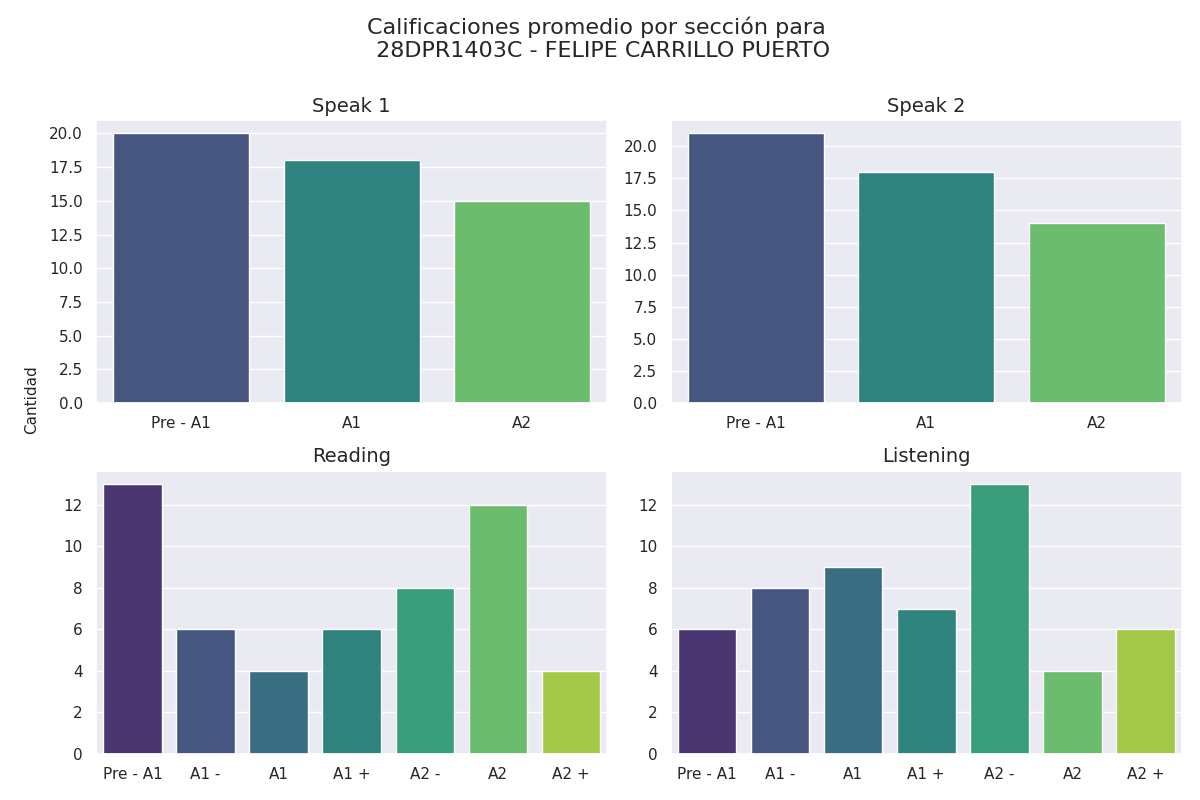 Calificaciones promedio por sección para
28DPR1403C - FELIPE CARRILLO PUERTO
Speak 1
20.0
17.5
15.0
12.5
10.0
7.5
5.0
2.5
0.0
Pre - A1 A1 A2
Speak 2
20.0
17.5
15.0
12.5
10.0
7.5
5.0
2.5
0.0
Pre - A1 A1 A2
Cantidad
Reading
12
10
8
6
4
2
0
Pre - A1 A1 - A1 A1 + A2 - A2 A2 +
Listening
12
10
8
6
4
2
0
Pre - A1 A1 - A1 A1 + A2 - A2 A2 +